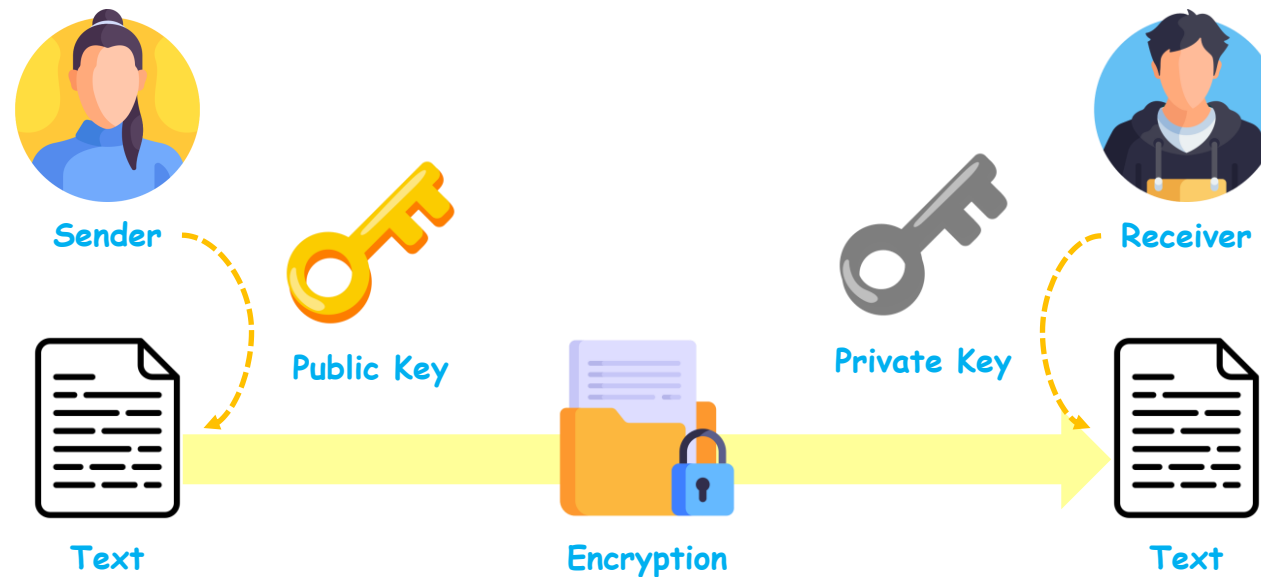 Sender
Receiver
Public Key
Private Key
Text
Encryption
Text